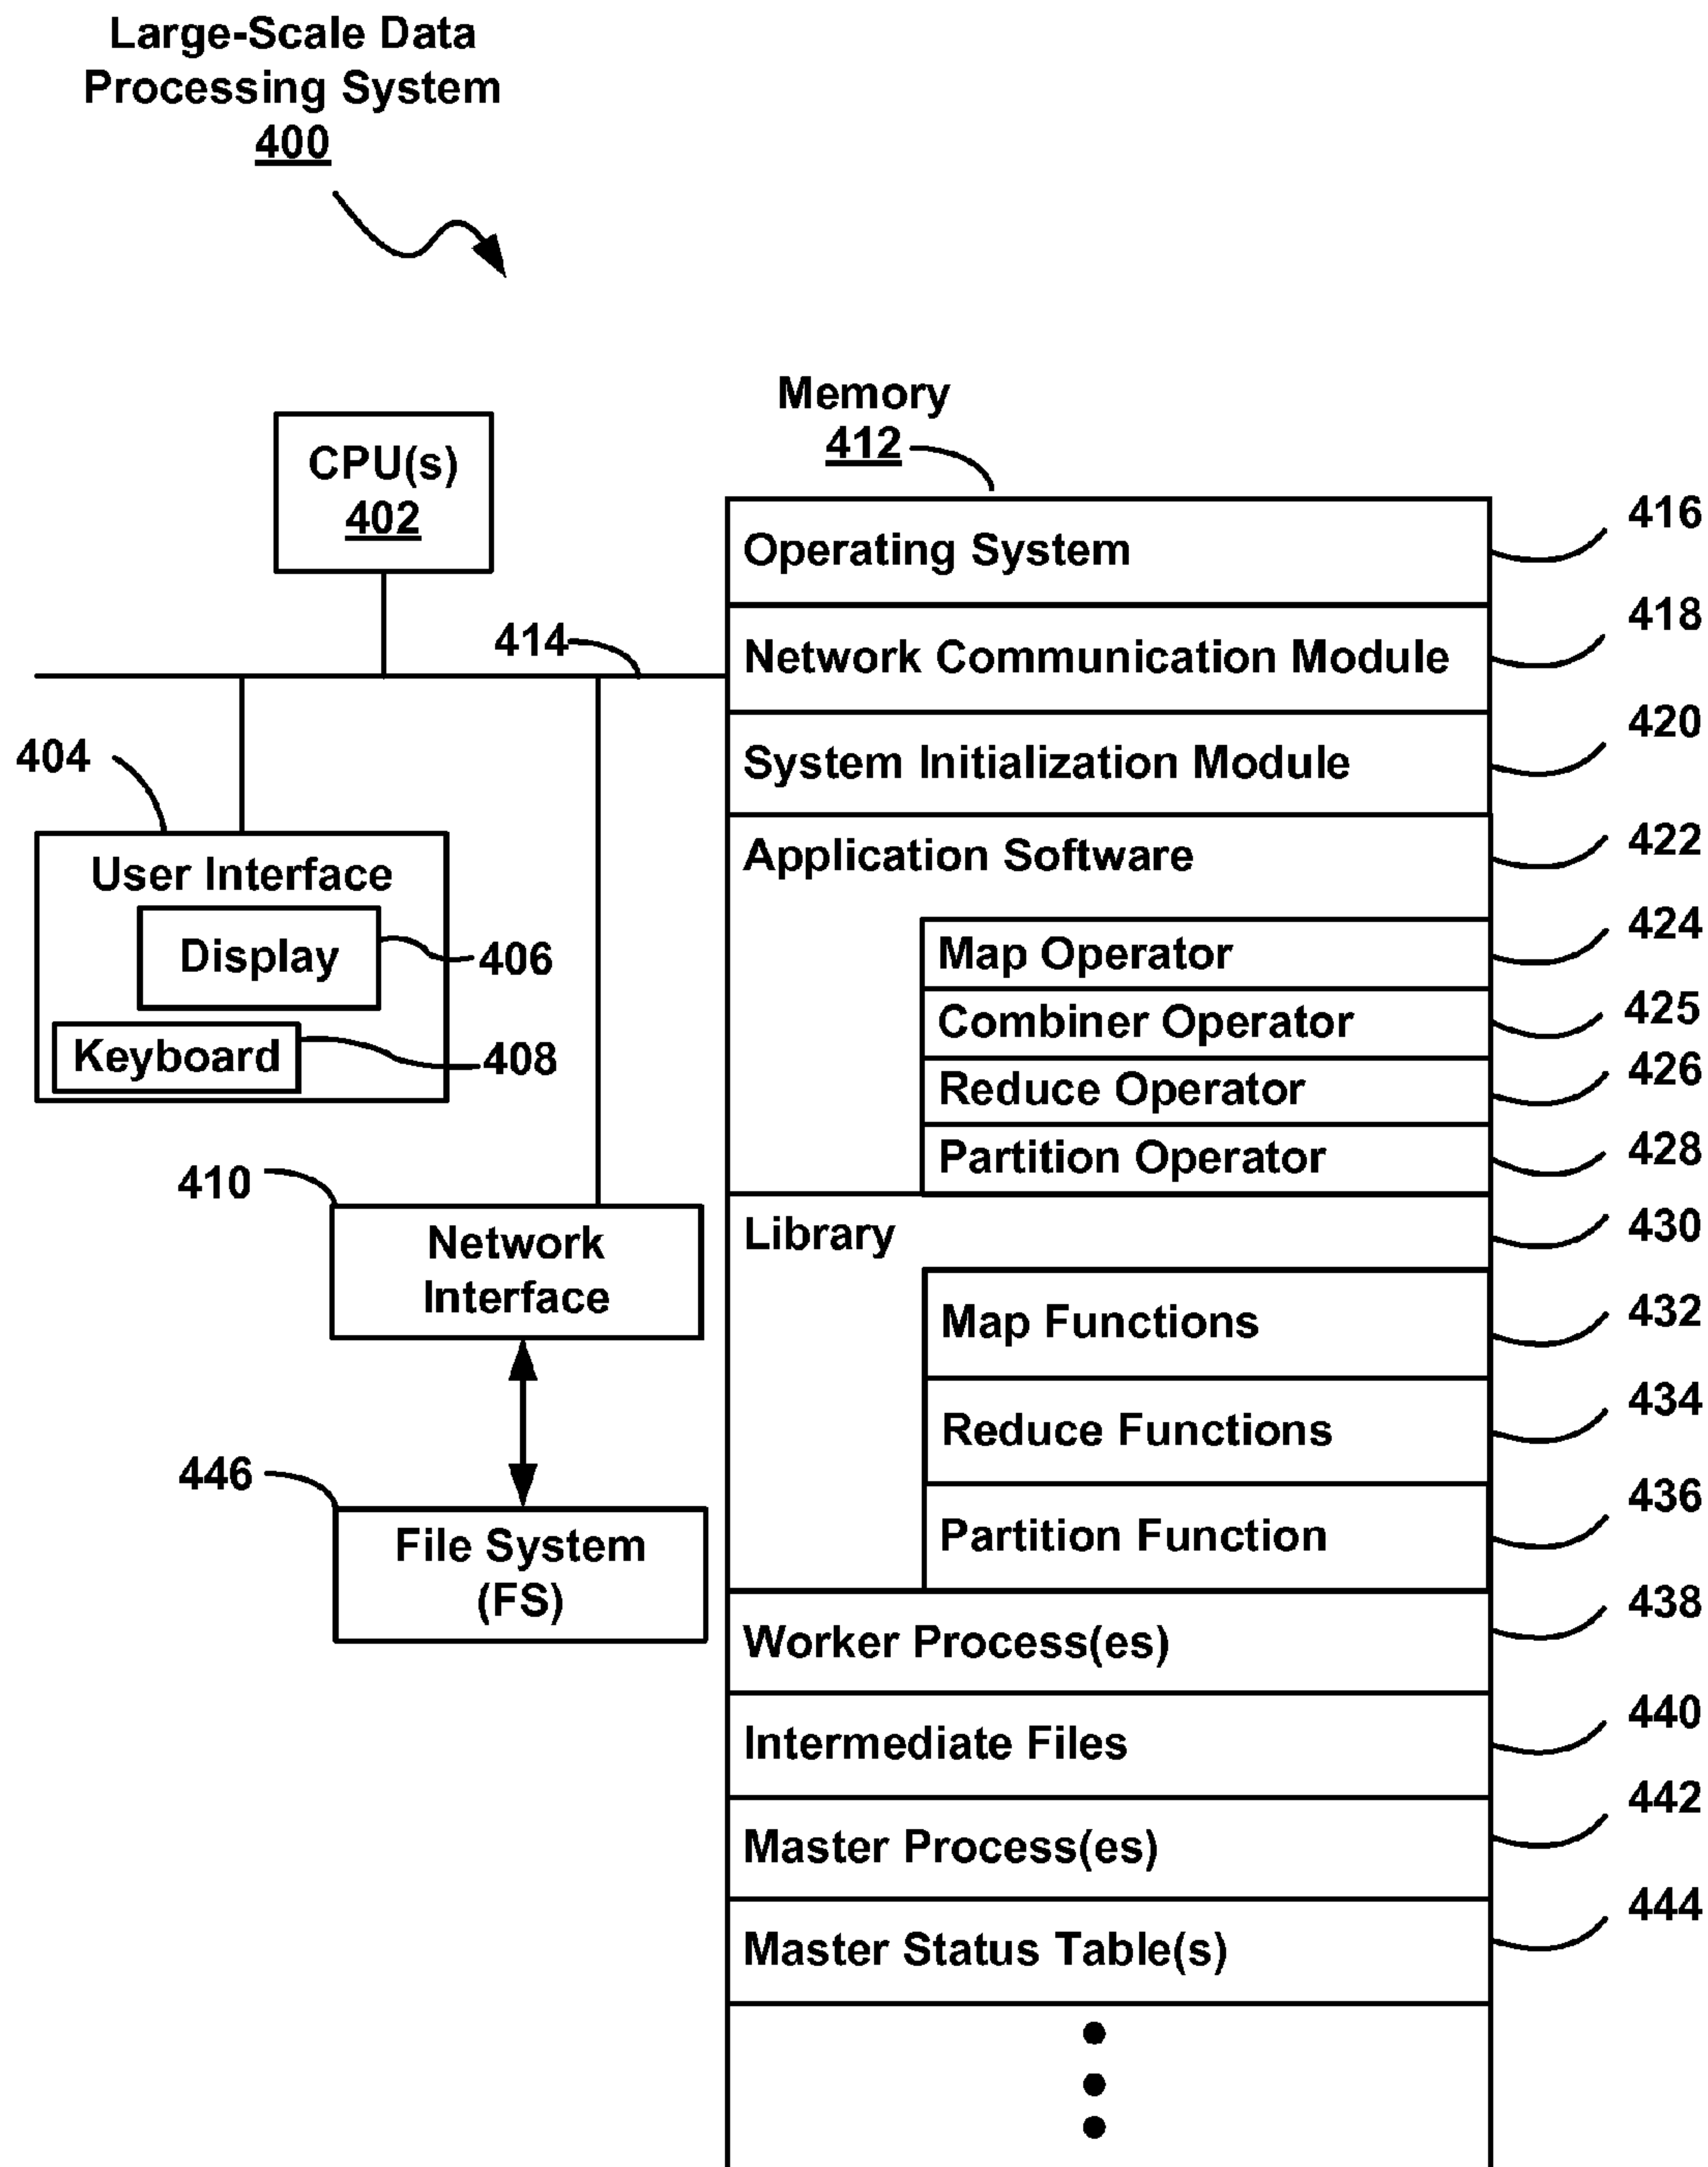 Large-Scale Data
Processing System
400
CPU(s)
402
414
404
User Interface
Display
406
Keyboard
408
410
Network
Interface
446
File System
(FS)
Memory
412
Operating System
416
Network Communication Module
418
System Initialization Module
420
Application Software
422
Map Operator
424
Combiner Operator
425
Reduce Operator
426
Partition Operator
428
Library
430
Map Functions
432
Reduce Functions
434
Partition Function
436
Worker Process(es)
438
Intermediate Files
440
Master Process(es)
442
Master Status Table(s)
444